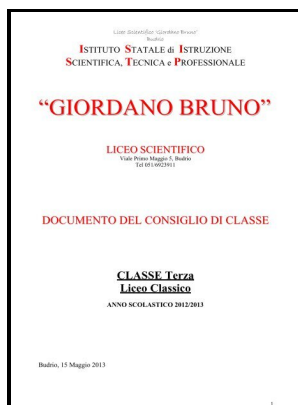 Liceo Scientifico "Giordano Bruno"
Budrio
ISTITUTO STATALE di ISTRUZIONE
SCIENTIFICA, TECNICA e PROFESSIONALE
“GIORDANO BRUNO”
LICEO SCIENTIFICO
Viale Primo Maggio 5, Budrio
Tel 051/6923911
DOCUMENTO DEL CONSIGLIO DI CLASSE
CLASSE Terza
Liceo Classico
ANNO SCOLASTICO 2012/2013
Budrio, 15 Maggio 2013
1